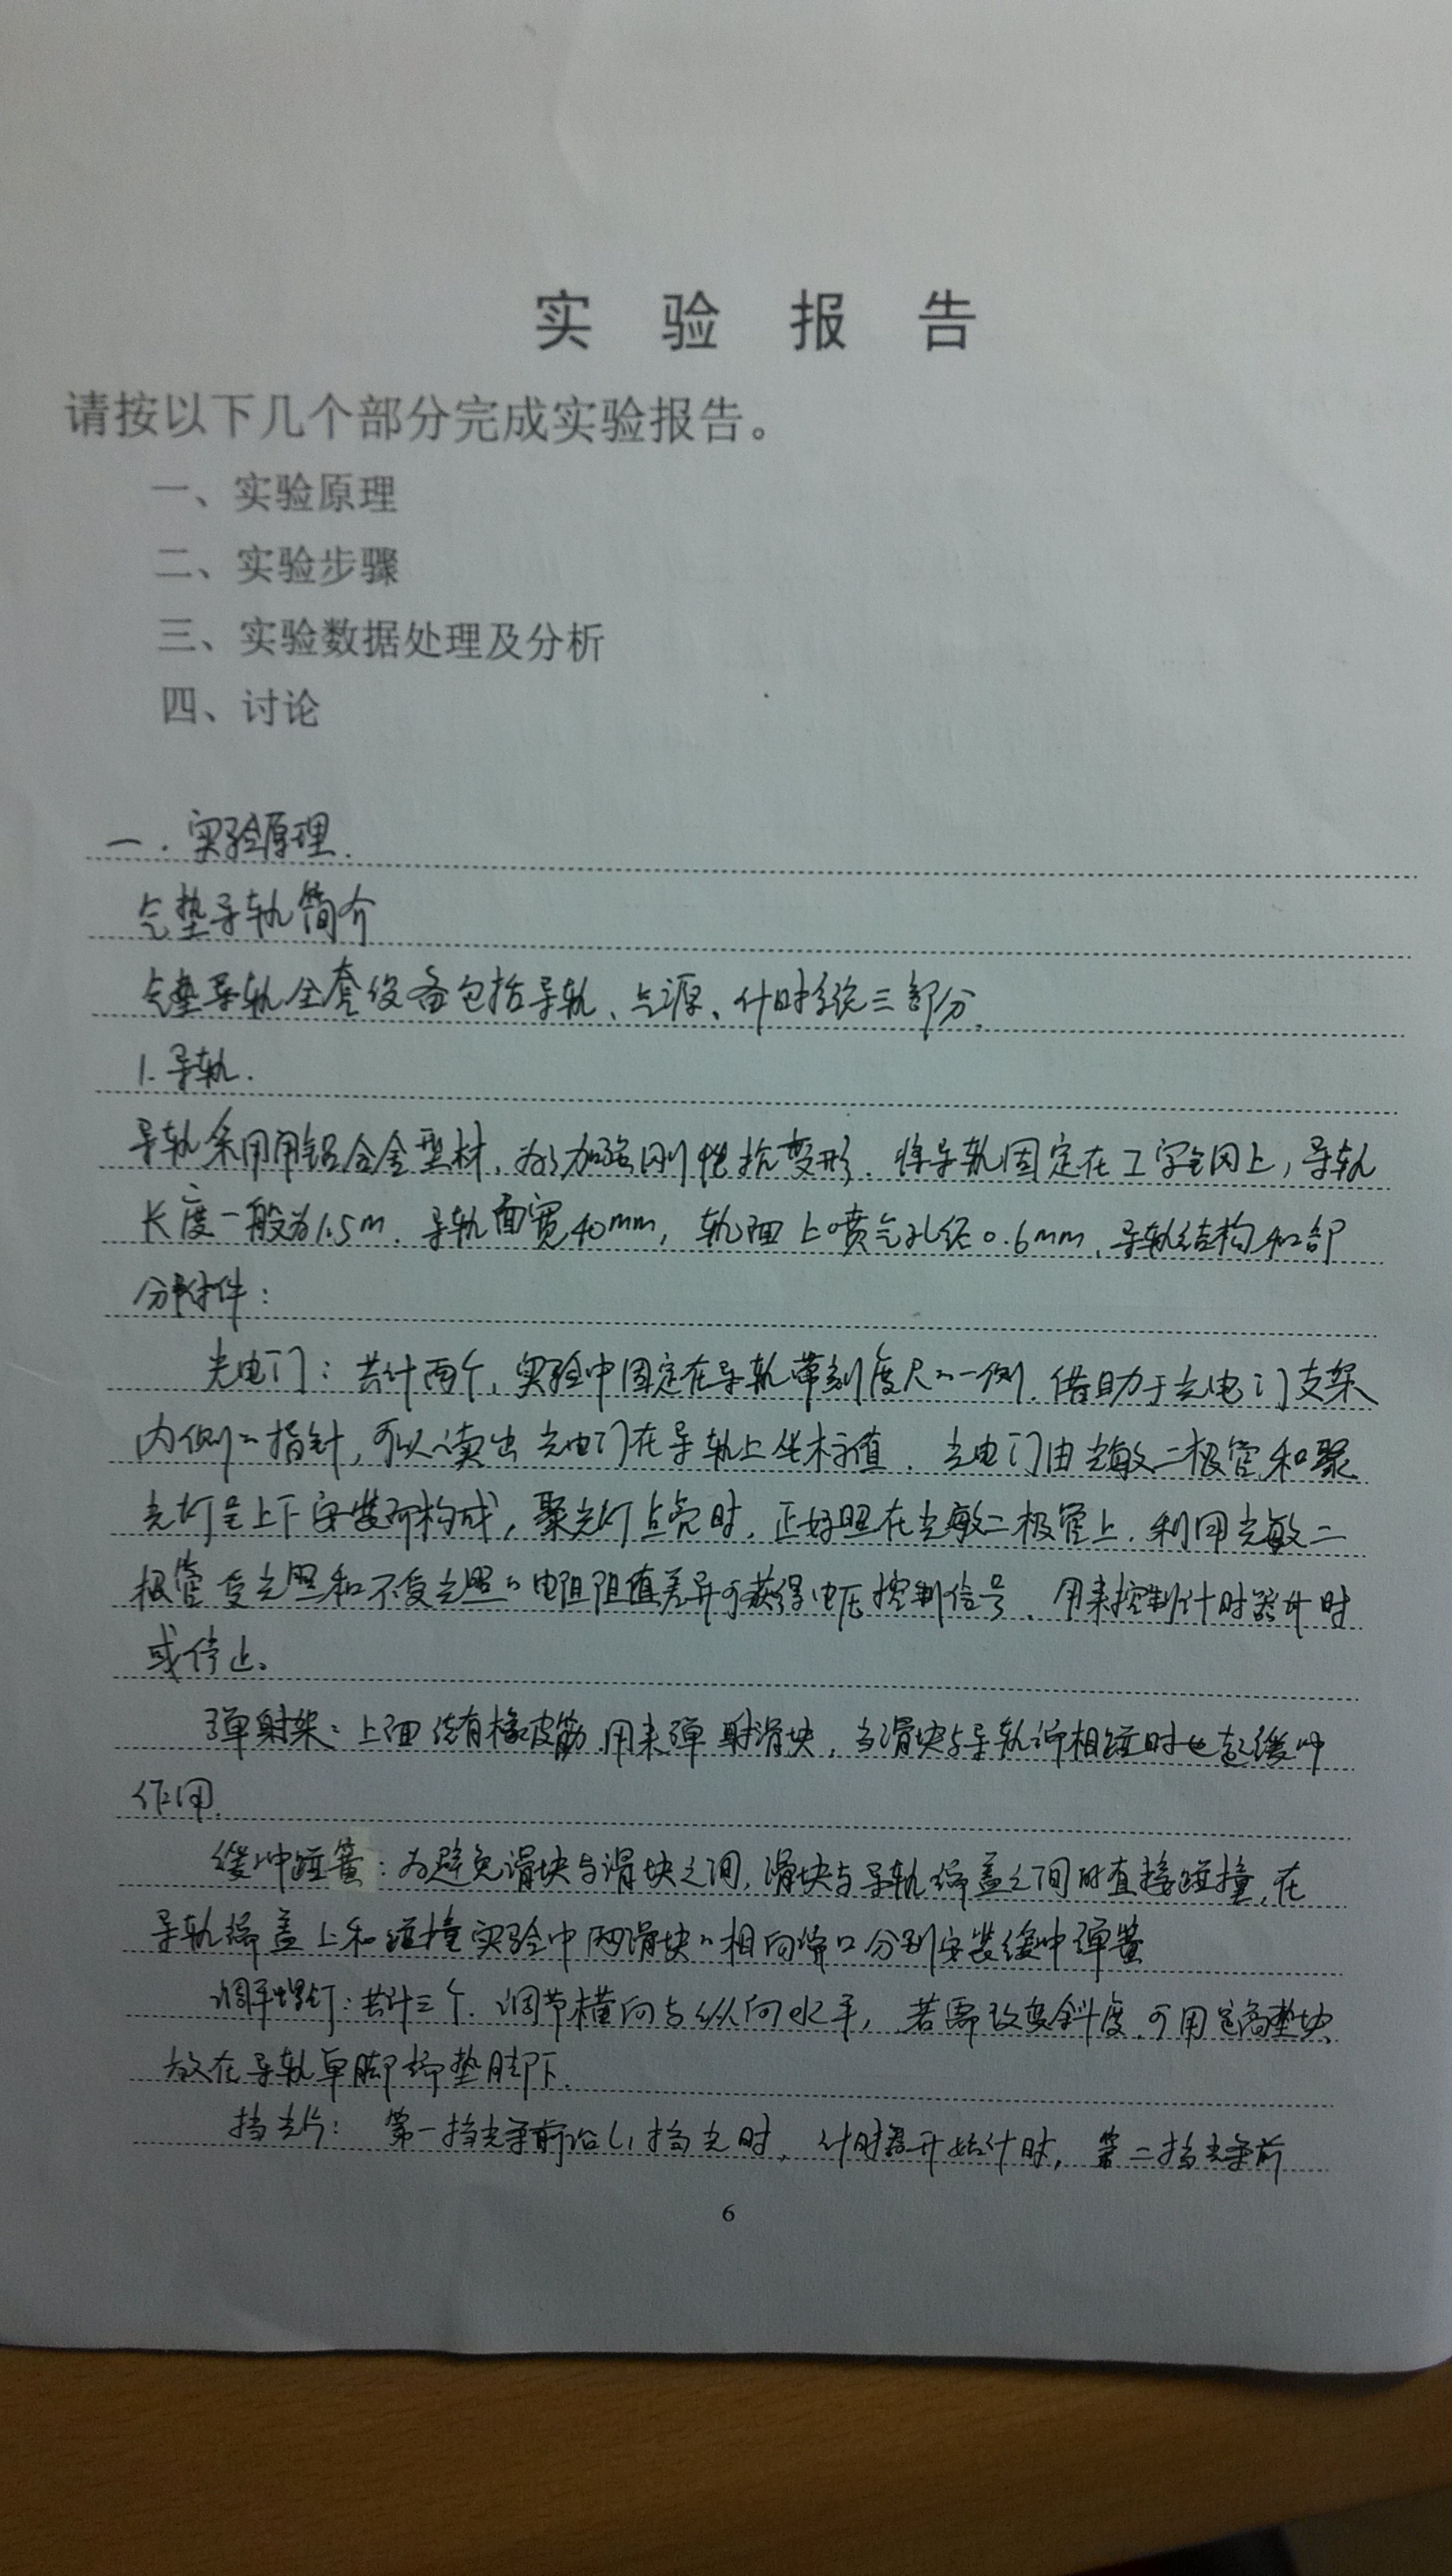 实 验 报 告
请按以下几个部分完成实验报告。
一、实验原理
二、实验步骤
三、实验数据处理及分析
四、讨论
一. 实验原理.
气垫导轨简介
气垫导轨全套设备包括导轨、气源、计时系统三部分.
1. 导轨.
导轨采用用铝合金型材, 为了加强刚性抗变形. 将导轨固定在工字钢上, 导轨
长度一般为1.5m. 导轨面宽40mm, 轨面上喷气孔径0.6mm, 导轨结构和部
分附件:
光电门: 共计两个, 实验中固定在导轨带刻度尺的一侧. 借助于光电门支架
内侧的指针, 可以读出光电门在导轨上坐标值. 光电门由光敏二极管和聚
光灯呈上下安装所构成, 聚光灯点亮时, 正好照在光敏二极管上. 利用光敏二
极管受光照和不受光照的电阻阻值差异可获得电压控制信号, 用来控制计时器计时
或停止。
弹射架: 上面绕有橡皮筋, 用来弹射滑块, 当滑块与导轨端相碰时也起缓冲
作用.
缓冲碰簧: 为避免滑块与滑块之间, 滑块与导轨端盖之间的直接碰撞, 在
导轨端盖上和碰撞实验中两滑块的相向端口分别安装缓冲弹簧
调平螺钉: 共计三个. 调节横向与纵向水平, 若需改变斜度, 可用定高垫块
放在导轨单脚端垫脚下.
挡光片: 第一挡光条前沿l₁挡光时, 计时器开始计时, 第二挡光条前
6